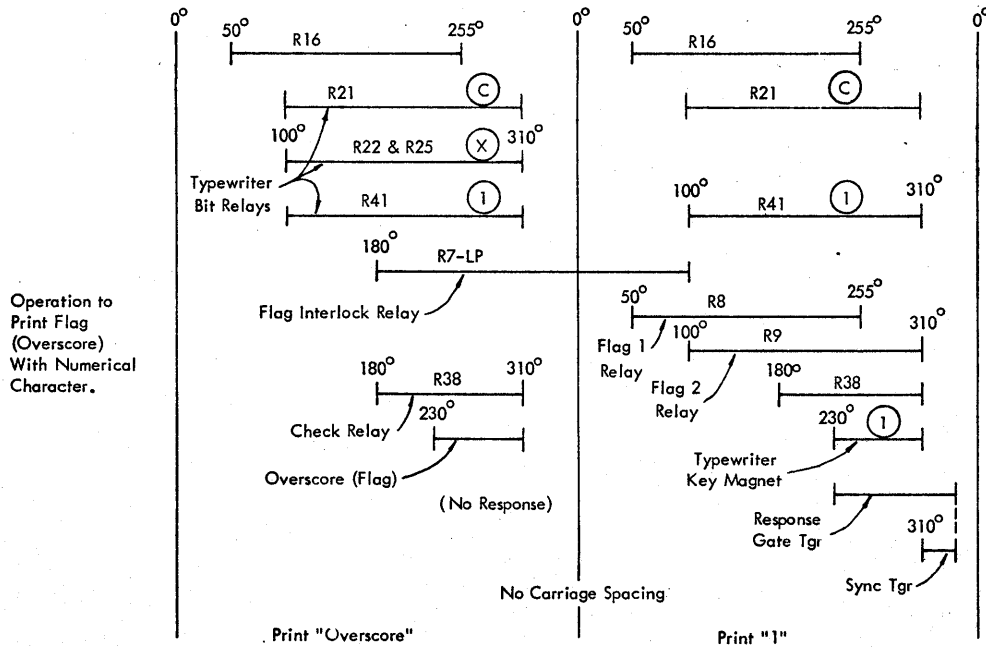 0° 0° 0°
50° R16 255° 50° R16 255°
R21 C R21 C
100° R22 & R25 X 310°
Typewriter
Bit Relays
R41 1 100° R41 1 310°
180° R7-LP
Flag Interlock Relay
50° R8 255°
Flag 1
Relay
100° R9 310°
Flag 2
Relay
Operation to
Print Flag
(Overscore)
With Numerical
Character.
180° R38 310° 180° R38
Check Relay
230° 230° 1
Overscore (Flag)
Typewriter
Key Magnet
(No Response)
Response
Gate Tgr
310°
Sync Tgr
No Carriage Spacing
Print "Overscore" Print "1"